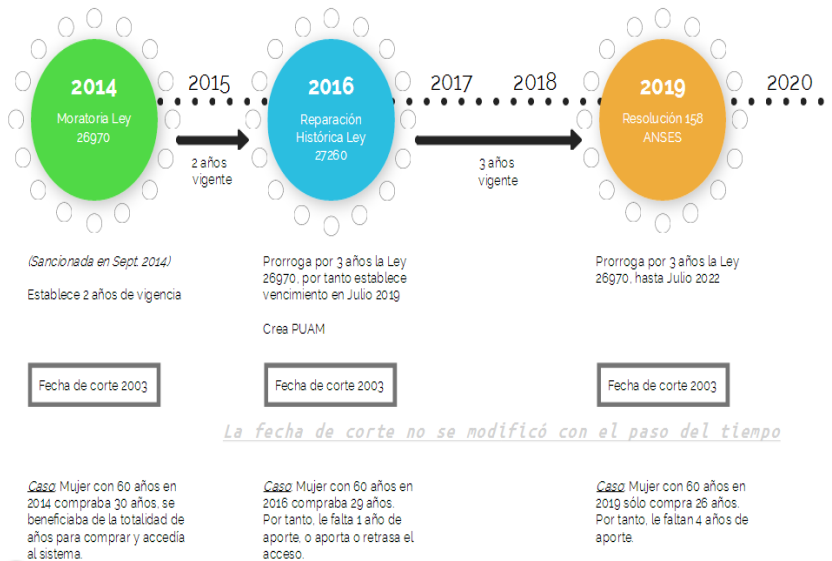 2014
Moratoria Ley
26970
2015
2 años
vigente
2016
Reparación
Histórica Ley
27260
2017
2018
3 años
vigente
2019
Resolución 158
ANSES
2020
(Sancionada en Sept. 2014)
Establece 2 años de vigencia
Prorroga por 3 años la Ley
26970, por tanto establece
vencimiento en Julio 2019
Crea PUAM
Prorroga por 3 años la Ley
26970, hasta Julio 2022
Fecha de corte 2003
Fecha de corte 2003
Fecha de corte 2003
La fecha de corte no se modificó con el paso del tiempo
Caso: Mujer con 60 años en
2014 compraba 30 años, se
beneficiaba de la totalidad de
años para comprar y accedía
al sistema.
Caso: Mujer con 60 años en
2016 compraba 29 años.
Por tanto, le falta 1 año de
aporte, o aporta o retrasa el
acceso.
Caso: Mujer con 60 años en
2019 sólo compra 26 años.
Por tanto, le faltan 4 años de
aporte.